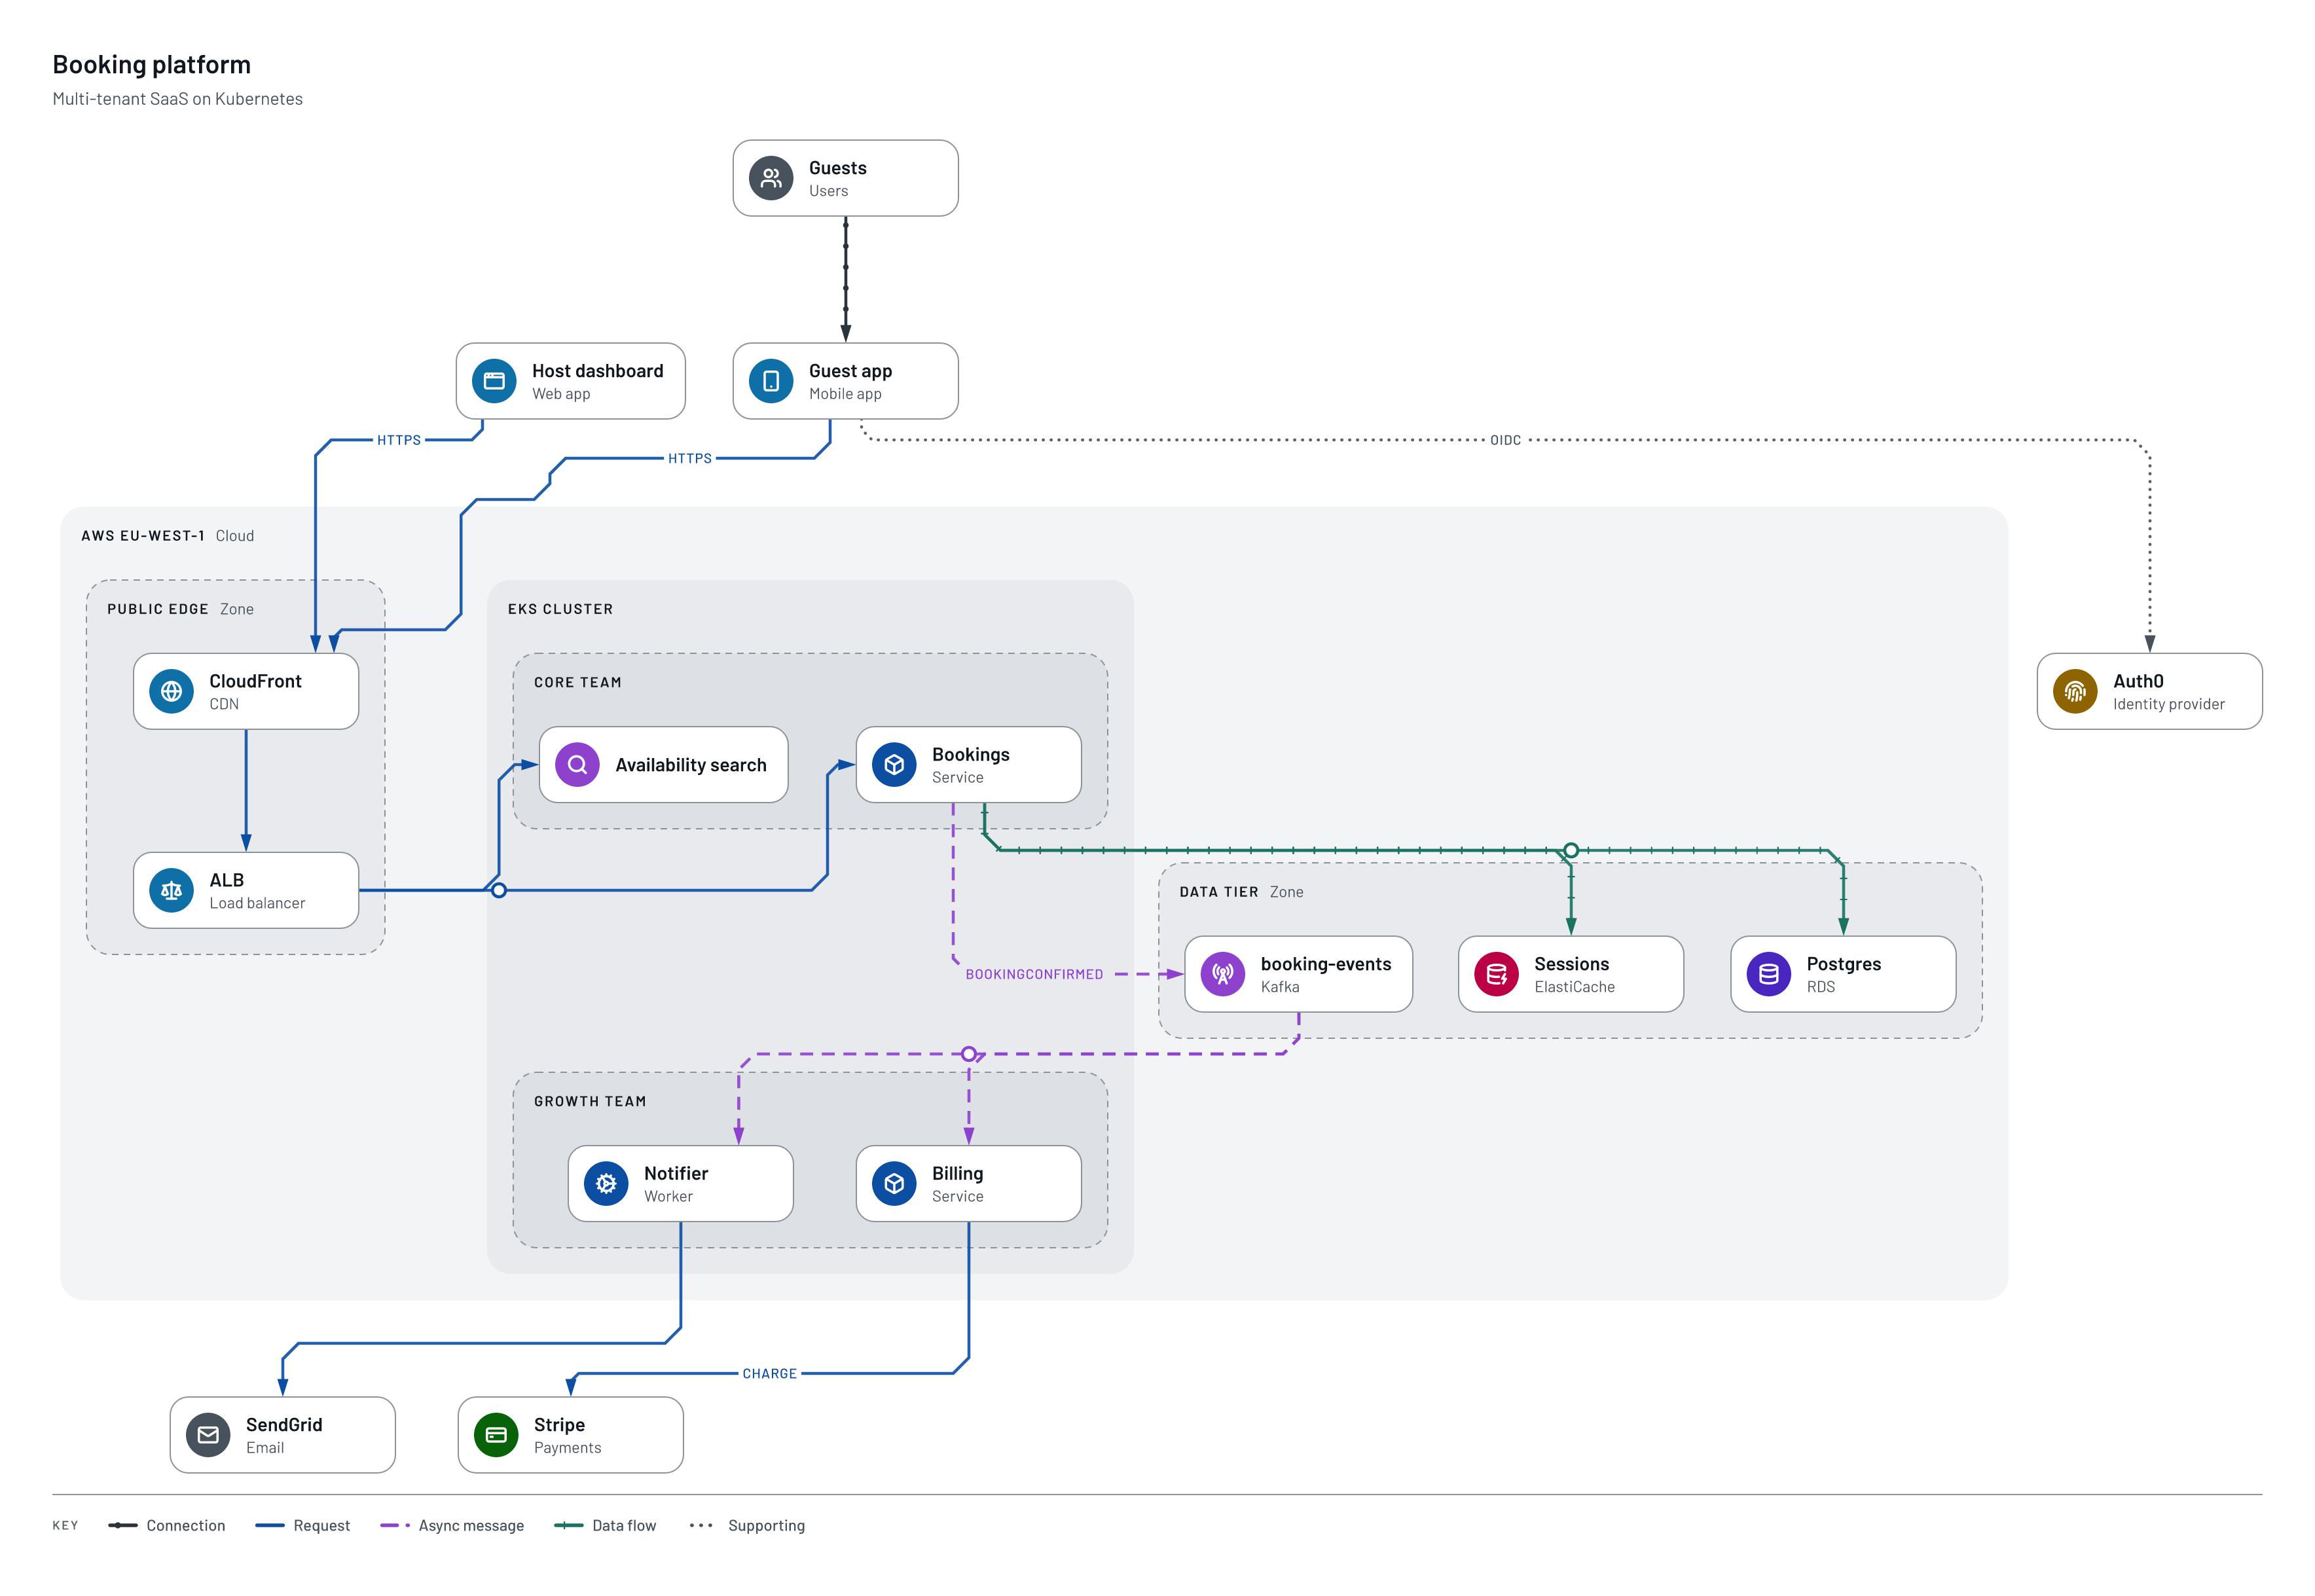 Booking platform
Multi-tenant SaaS on Kubernetes
Guests
Users
Host dashboard
Web app
Guest app
Mobile app
HTTPS
OIDC
HTTPS
AWS EU-WEST-1 Cloud
PUBLIC EDGE Zone
EKS CLUSTER
CloudFront
CDN
CORE TEAM
Auth0
Identity provider
Availability search
Bookings
Service
ALB
Load balancer
DATA TIER Zone
BOOKINGCONFIRMED
booking-events
Kafka
Sessions
ElastiCache
Postgres
RDS
GROWTH TEAM
Notifier
Worker
Billing
Service
CHARGE
SendGrid
Email
Stripe
Payments
KEY Connection Request Async message Data flow Supporting